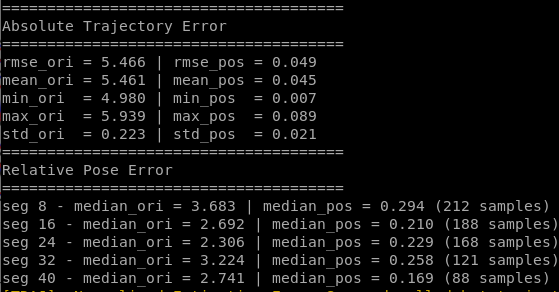 ======================================
Absolute Trajectory Error
======================================
rmse_ori = 5.466 | rmse_pos = 0.049
mean_ori = 5.461 | mean_pos = 0.045
min_ori  = 4.980 | min_pos  = 0.007
max_ori  = 5.939 | max_pos  = 0.089
std_ori  = 0.223 | std_pos  = 0.021
======================================
Relative Pose Error
======================================
seg 8 - median_ori = 3.683 | median_pos = 0.294 (212 samples)
seg 16 - median_ori = 2.692 | median_pos = 0.210 (188 samples)
seg 24 - median_ori = 2.306 | median_pos = 0.229 (168 samples)
seg 32 - median_ori = 3.224 | median_pos = 0.258 (121 samples)
seg 40 - median_ori = 2.741 | median_pos = 0.169 (88 samples)